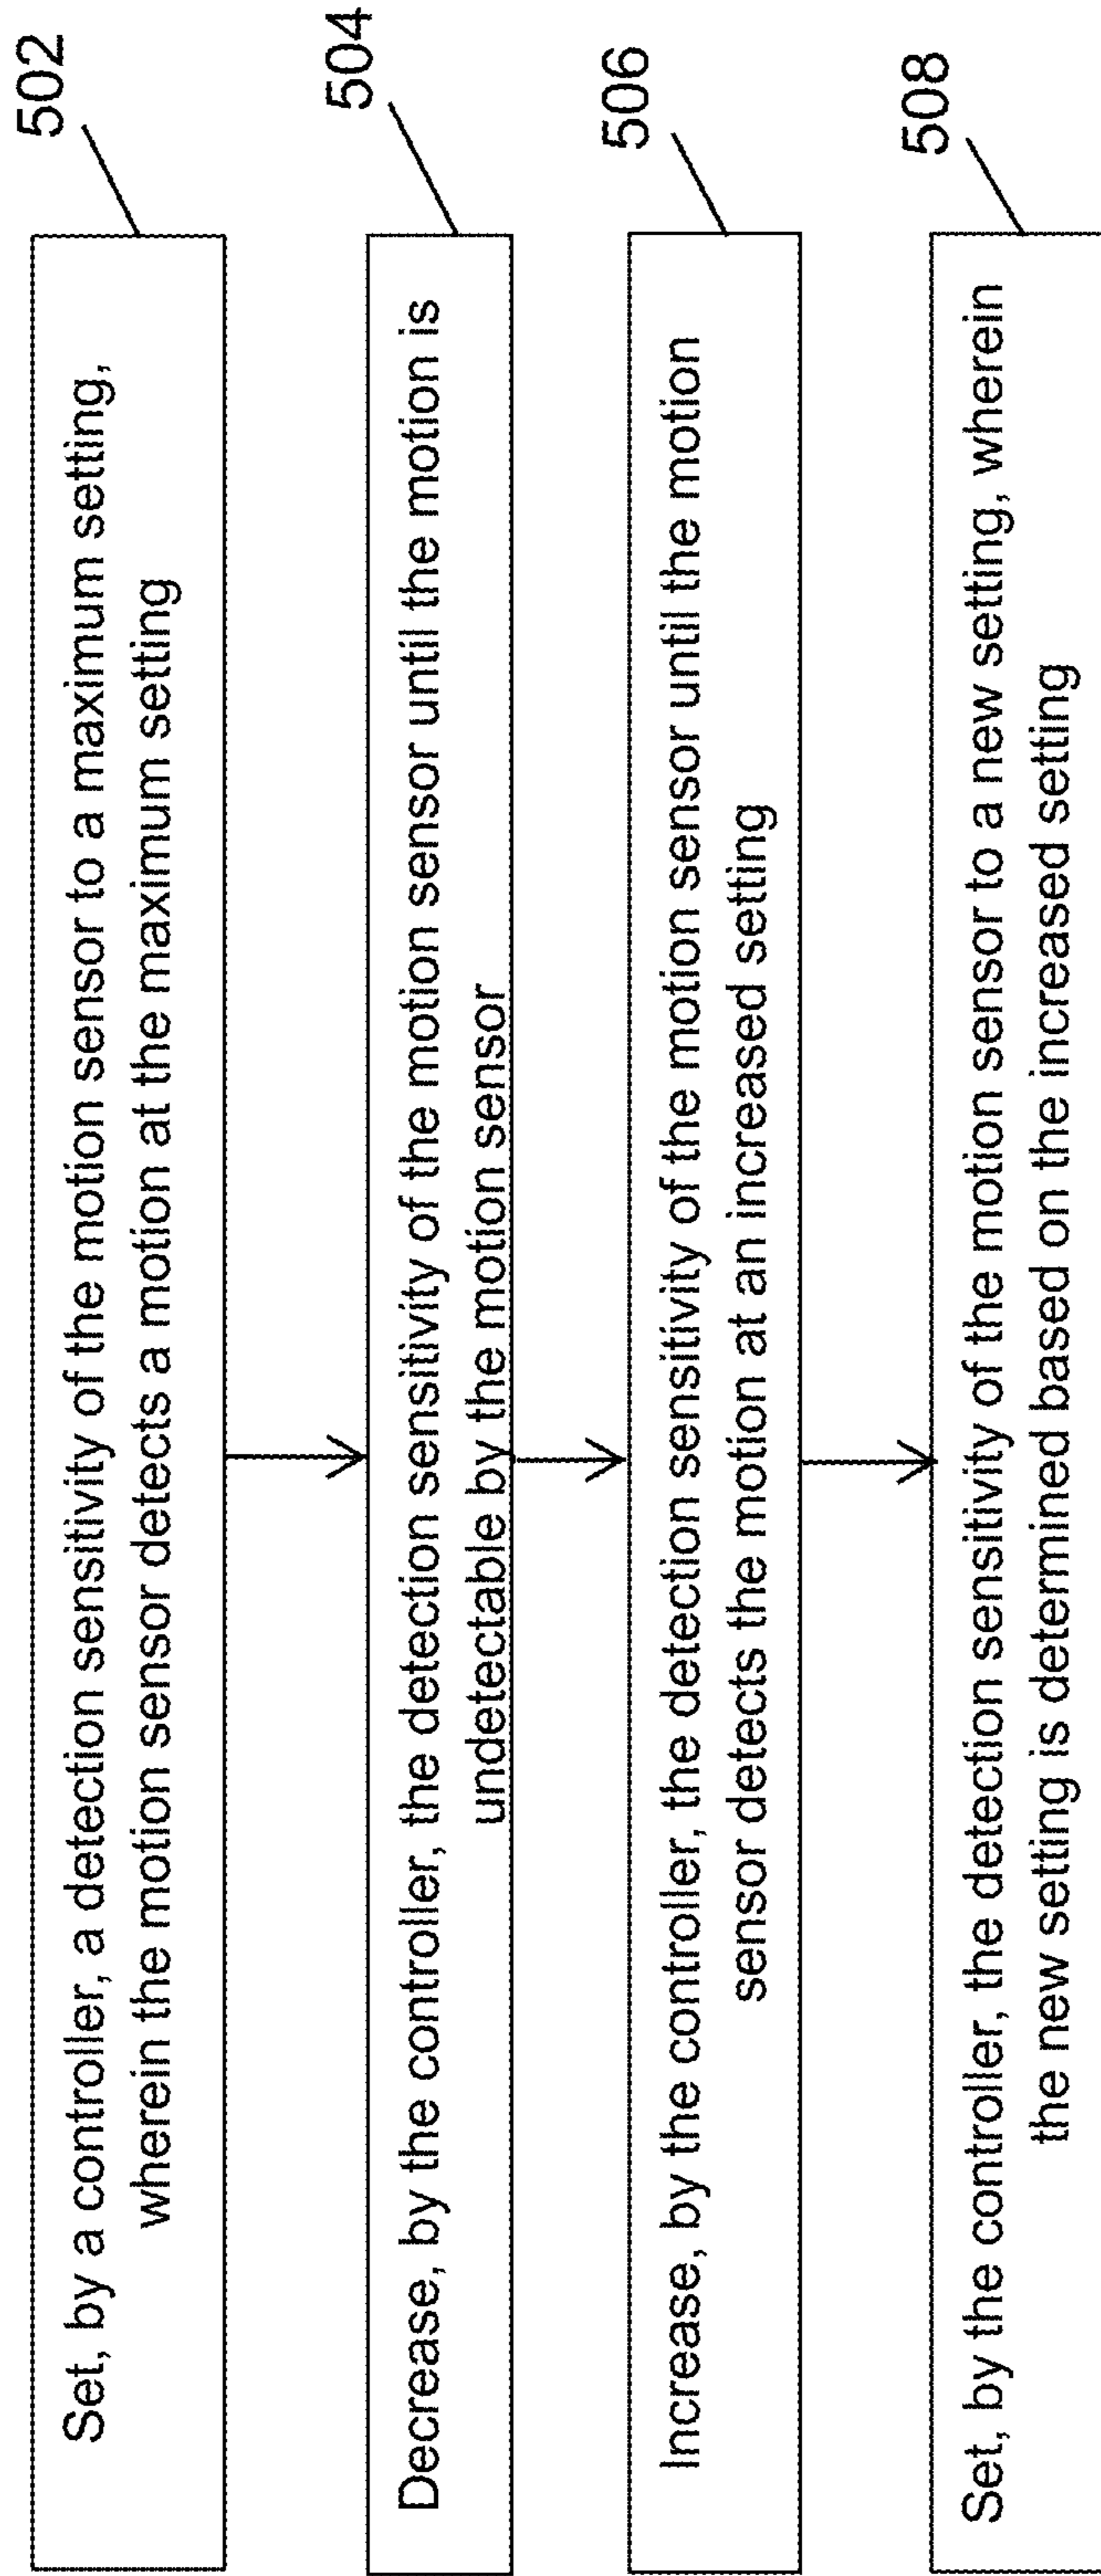 502
Set, by a controller, a detection sensitivity of the motion sensor to a maximum setting,
wherein the motion sensor detects a motion at the maximum setting
504
Decrease, by the controller, the detection sensitivity of the motion sensor until the motion is
undetectable by the motion sensor
506
Increase, by the controller, the detection sensitivity of the motion sensor until the motion
sensor detects the motion at an increased setting
508
Set, by the controller, the detection sensitivity of the motion sensor to a new setting, wherein
the new setting is determined based on the increased setting